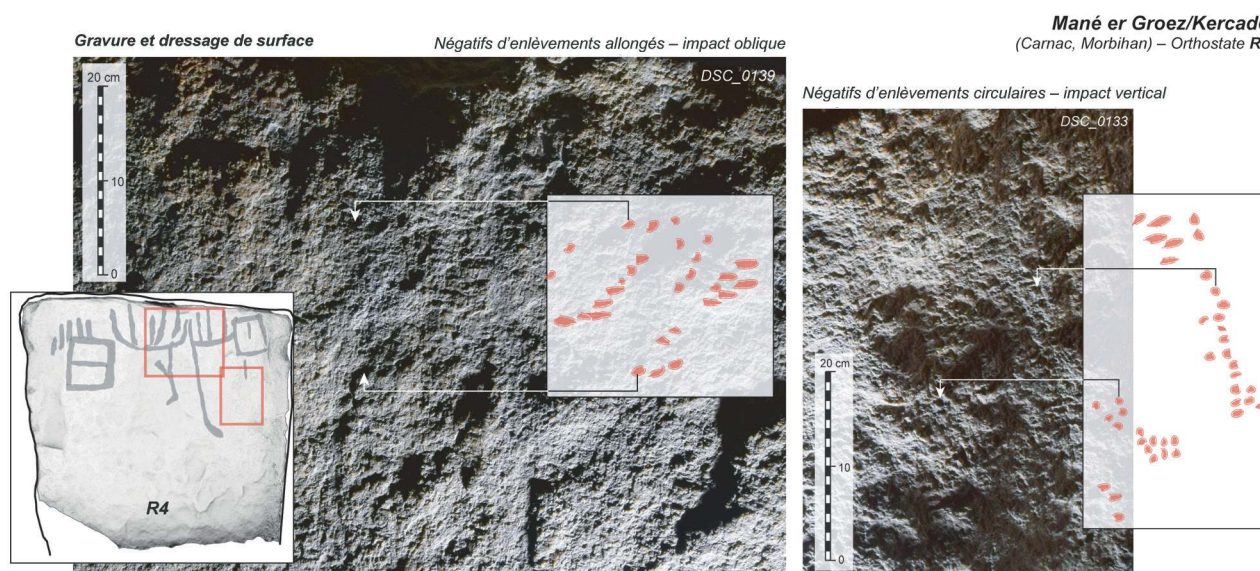 Mané er Groez/Kercado
(Carnac, Morbihan) – Orthostate R
Gravure et dressage de surface
Négatifs d'enlèvements allongés – impact oblique
20 cm
10
0
DSC_0139
R4
Négatifs d'enlèvements circulaires – impact vertical
DSC_0133
20 cm
10
0